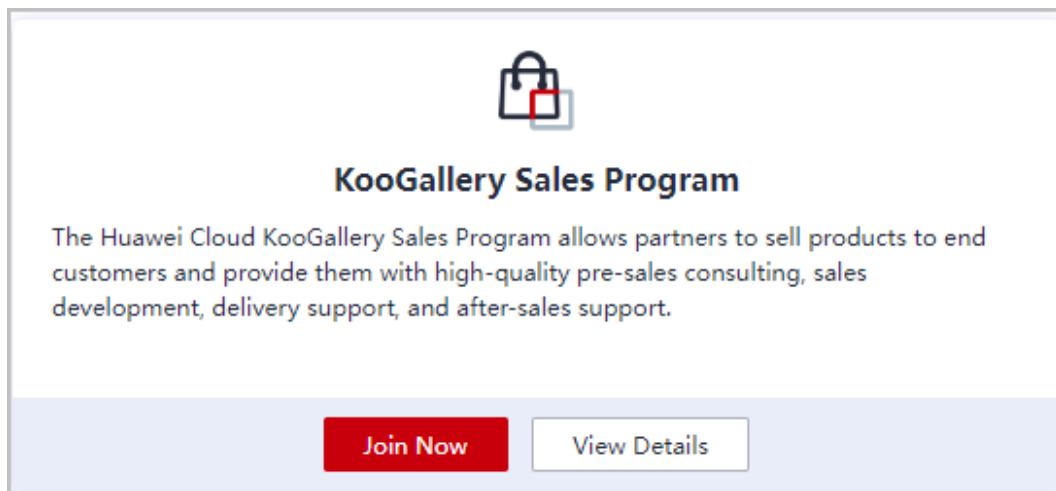 KooGallery Sales Program
The Huawei Cloud KooGallery Sales Program allows partners to sell products to end
customers and provide them with high-quality pre-sales consulting, sales
development, delivery support, and after-sales support.
Join Now
View Details